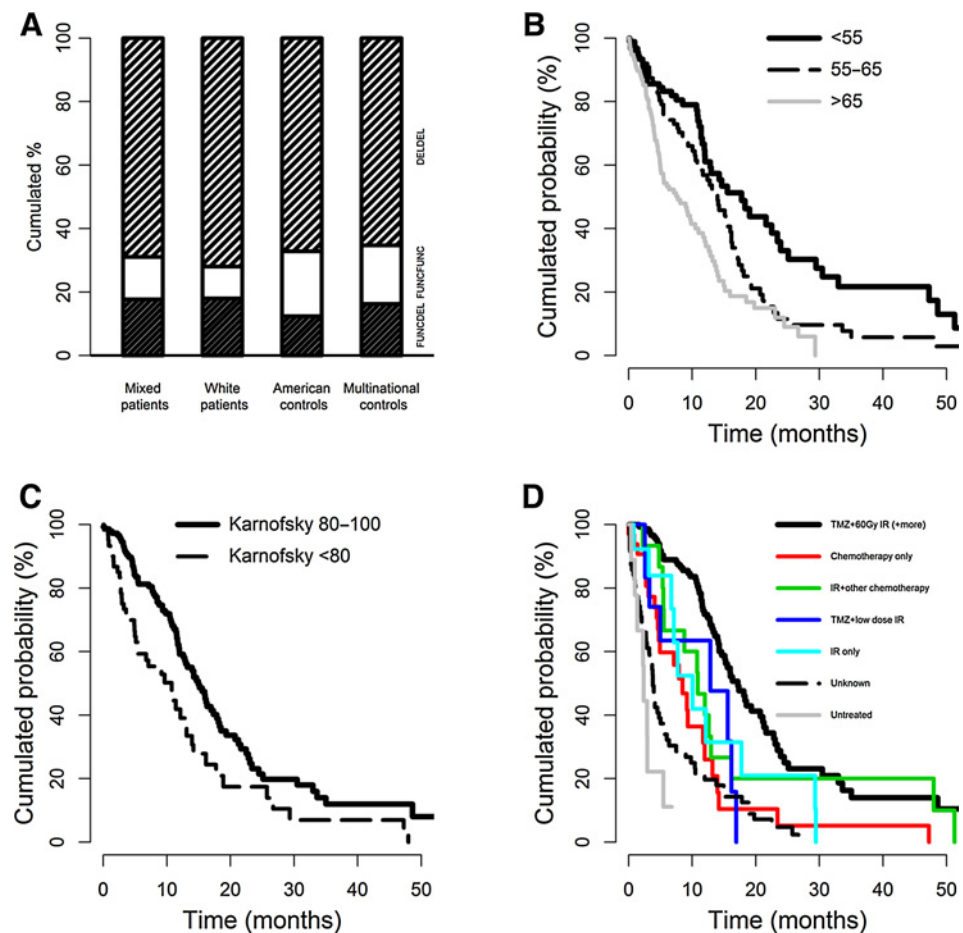 A
Cumulated %
100
80
60
40
20
0
DELDEL
FUNCFUNC
FUNCDEL
Mixed patients
White patients
American controls
Multinational controls
B
Cumulated probability (%)
100
80
60
40
20
0
<55
55–65
>65
0 10 20 30 40 50
Time (months)
C
Cumulated probability (%)
100
80
60
40
20
0
Karnofsky 80–100
Karnofsky <80
0 10 20 30 40 50
Time (months)
D
Cumulated probability (%)
100
80
60
40
20
0
TMZ+60Gy IR (+more)
Chemotherapy only
IR+other chemotherapy
TMZ+low dose IR
IR only
Unknown
Untreated
0 10 20 30 40 50
Time (months)